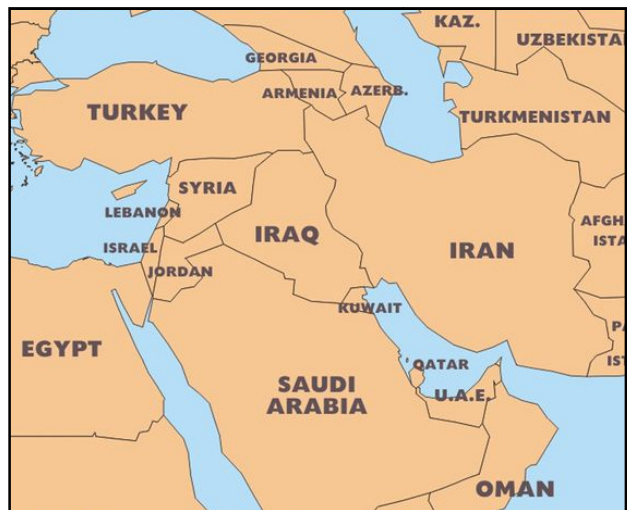 KAZ.
UZBEKISTA
GEORGIA
ARMENIA
AZERB.
TURKEY
TURKMENISTAN
SYRIA
LEBANON
AFGH
ISTA
IRAQ
IRAN
ISRAEL
JORDAN
KUWAIT
PA
IST
EGYPT
QATAR
SAUDI
ARABIA
U.A.E.
OMAN